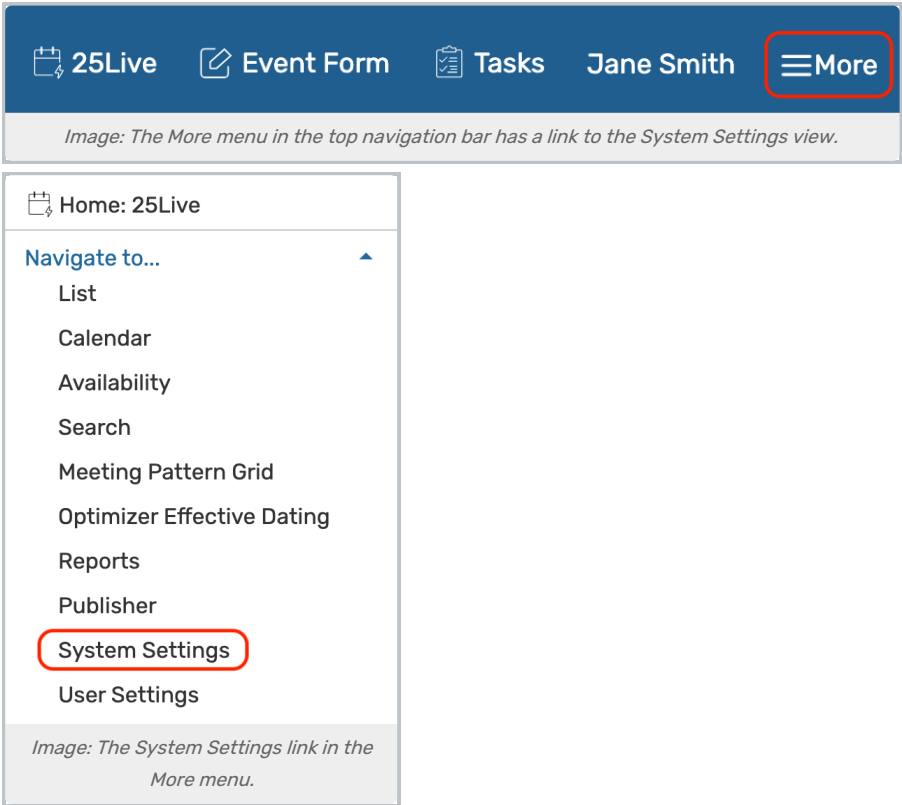 25Live Event Form Tasks Jane Smith More
Image: The More menu in the top navigation bar has a link to the System Settings view.
Home: 25Live
Navigate to...
List
Calendar
Availability
Search
Meeting Pattern Grid
Optimizer Effective Dating
Reports
Publisher
System Settings
User Settings
Image: The System Settings link in the
More menu.